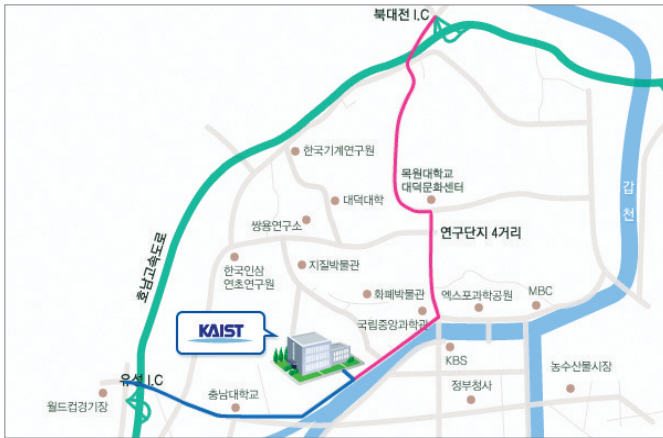 북대전 I.C
한국기계연구원
목원대학교
대덕문화센터
갑천
대덕대학
쌍용연구소
연구단지 4거리
호남고속도로
한국인삼
연초연구원
지질박물관
화폐박물관
엑스포과학공원
MBC
국립중앙과학관
KAIST
KBS
유성 I.C
정부청사
농수산물시장
월드컵경기장
충남대학교